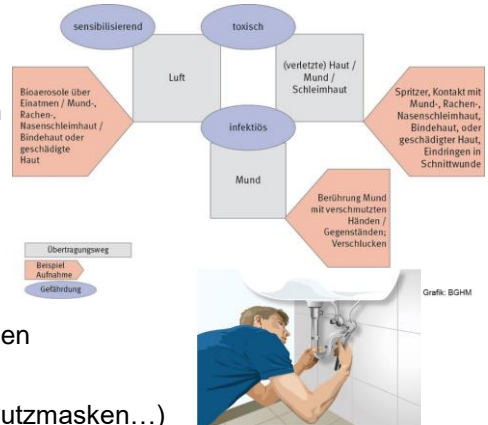 sensibilisierend
toxisch
Luft
(verletzte) Haut /
Mund /
Schleimhaut
Bioaerosole über
Einatmen / Mund-,
Rachen-,
Nasenschleimhaut /
Bindehaut oder
geschädigte
Haut
Spritzer, Kontakt mit
Mund-, Rachen-,
Nasenschleimhaut,
Bindehaut, oder
geschädigter Haut,
Eindringen in
Schnittwunde
infektiös
Mund
Berührung Mund
mit verschmutzten
Händen /
Gegenständen;
Verschlucken
Übertragungsweg
Beispiel
Aufnahme
Gefährdung
Grafik: BGHM
en
utzmasken…)